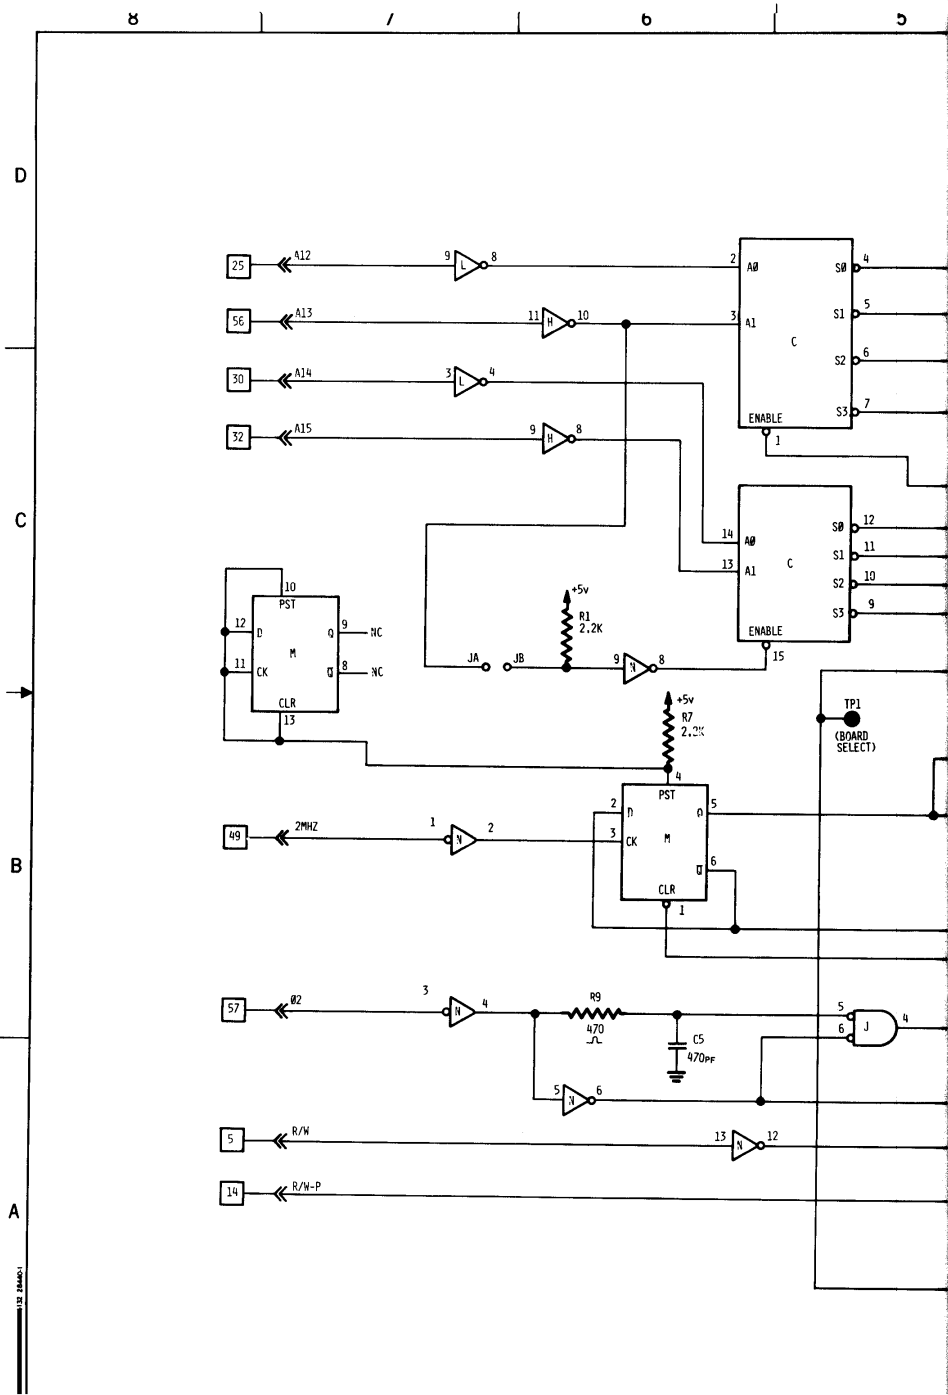 8 7 6 5
D
25 A12 9 L 8 2 A0 S0 4
56 A13 11 H 10 3 A1 S1 5
C
30 A14 3 L 4 S2 6
32 A15 9 H 8 S3 7
ENABLE
1
C
14 A0 S0 12
13 A1 S1 11
C
S2 10
S3 9
ENABLE
15
10
PST
12 D Q 9 NC
M
11 CK Q 8 NC
CLR
13
+5v
R1
2.2K
JA JB 9 N 8
+5v
R7
TP1
(BOARD
SELECT)
4
PST
2 D Q 5
49 2MHZ 1 N 2 3 CK M
Q 6
CLR
1
B
57 Ø2 3 N 4 R9 5 J 4
470
Ω
6
C5
470PF
5 N 6
5 R/W 13 N 12
14 R/W-P
A